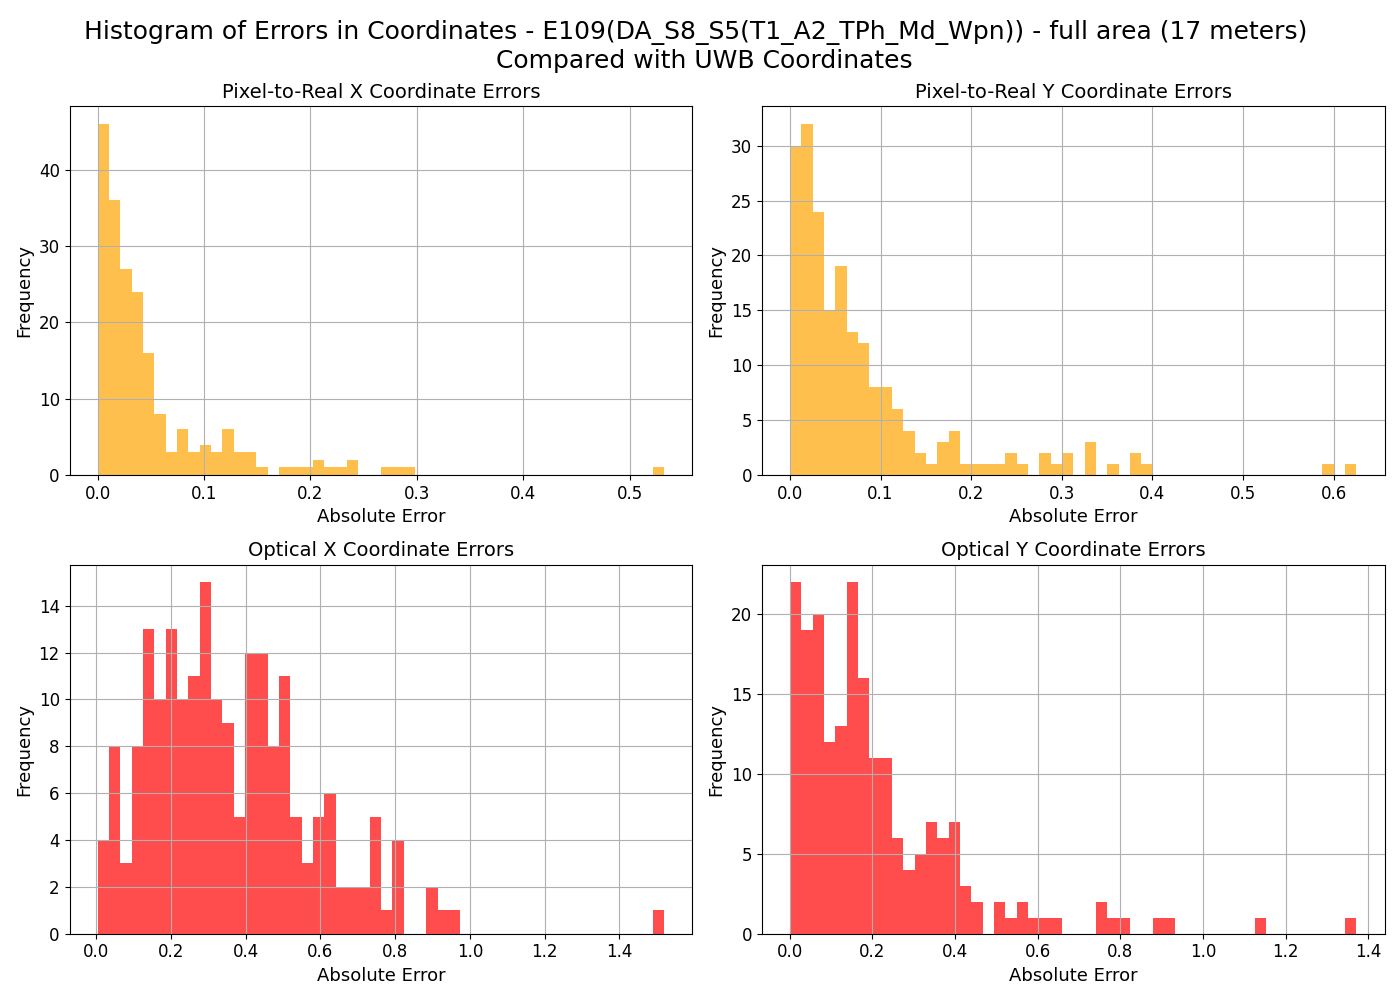 Histogram of Errors in Coordinates - E109(DA_S8_S5(T1_A2_TPh_Md_Wpn)) - full area (17 meters)
Compared with UWB Coordinates
Pixel-to-Real X Coordinate Errors
Frequency
40
30
20
10
0
0.0 0.1 0.2 0.3 0.4 0.5
Absolute Error
Pixel-to-Real Y Coordinate Errors
Frequency
30
25
20
15
10
5
0
0.0 0.1 0.2 0.3 0.4 0.5 0.6
Absolute Error
Optical X Coordinate Errors
Frequency
14
12
10
8
6
4
2
0
0.0 0.2 0.4 0.6 0.8 1.0 1.2 1.4
Absolute Error
Optical Y Coordinate Errors
Frequency
20
15
10
5
0
0.0 0.2 0.4 0.6 0.8 1.0 1.2 1.4
Absolute Error